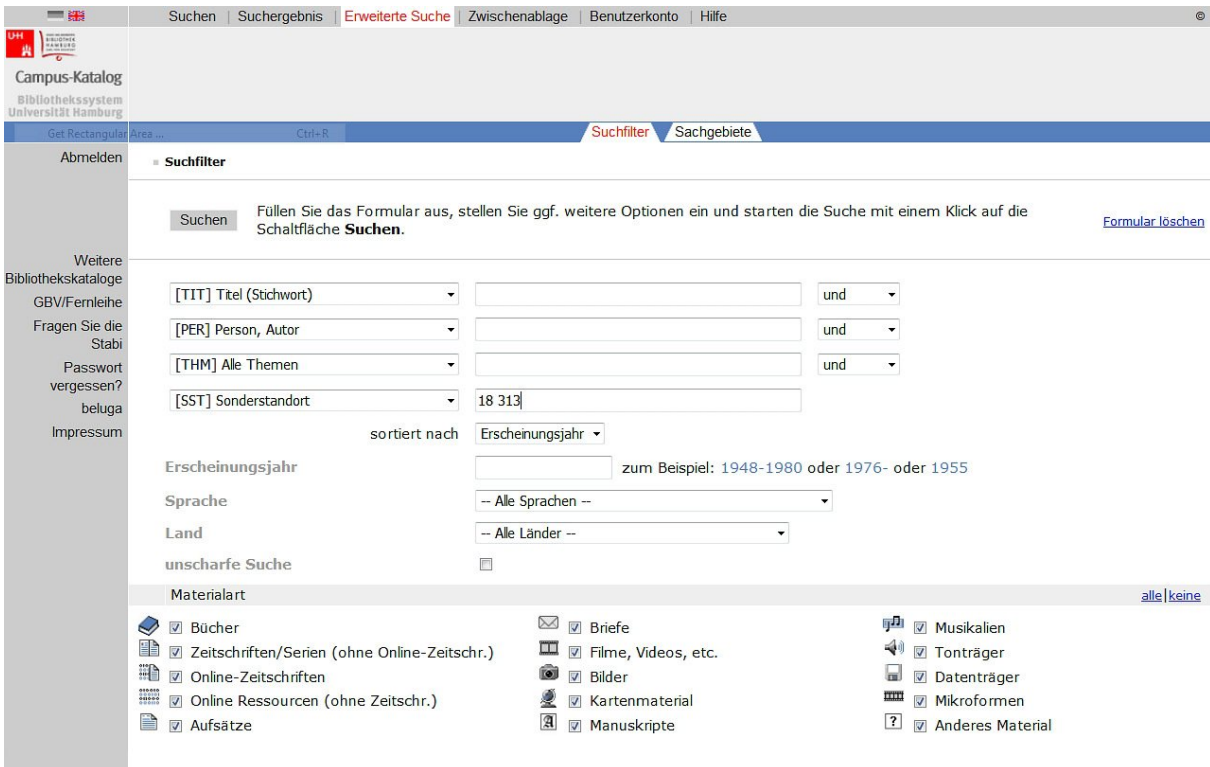 Suchen | Suchergebnis | Erweiterte Suche | Zwischenablage | Benutzerkonto | Hilfe ©
UH
HAMBURG
Campus-Katalog
Bibliothekssystem
Universität Hamburg
Get Rectangular Area ... Ctrl+R
Suchfilter Sachgebiete
Abmelden
Suchfilter
Suchen
Füllen Sie das Formular aus, stellen Sie ggf. weitere Optionen ein und starten die Suche mit einem Klick auf die
Schaltfläche Suchen.
Formular löschen
Weitere
Bibliothekskataloge
GBV/Fernleihe
Fragen Sie die
Stabi
Passwort
vergessen?
beluga
Impressum
[TIT] Titel (Stichwort) und
[PER] Person, Autor und
[THM] Alle Themen und
[SST] Sonderstandort 18 313
sortiert nach Erscheinungsjahr
Erscheinungsjahr zum Beispiel: 1948-1980 oder 1976- oder 1955
Sprache -- Alle Sprachen --
Land -- Alle Länder --
unscharfe Suche
Materialart alle|keine
Bücher Briefe Musikalien
Zeitschriften/Serien (ohne Online-Zeitschr.) Filme, Videos, etc. Tonträger
Online-Zeitschriften Bilder Datenträger
Online Ressourcen (ohne Zeitschr.) Kartenmaterial Mikroformen
Aufsätze Manuskripte ? Anderes Material